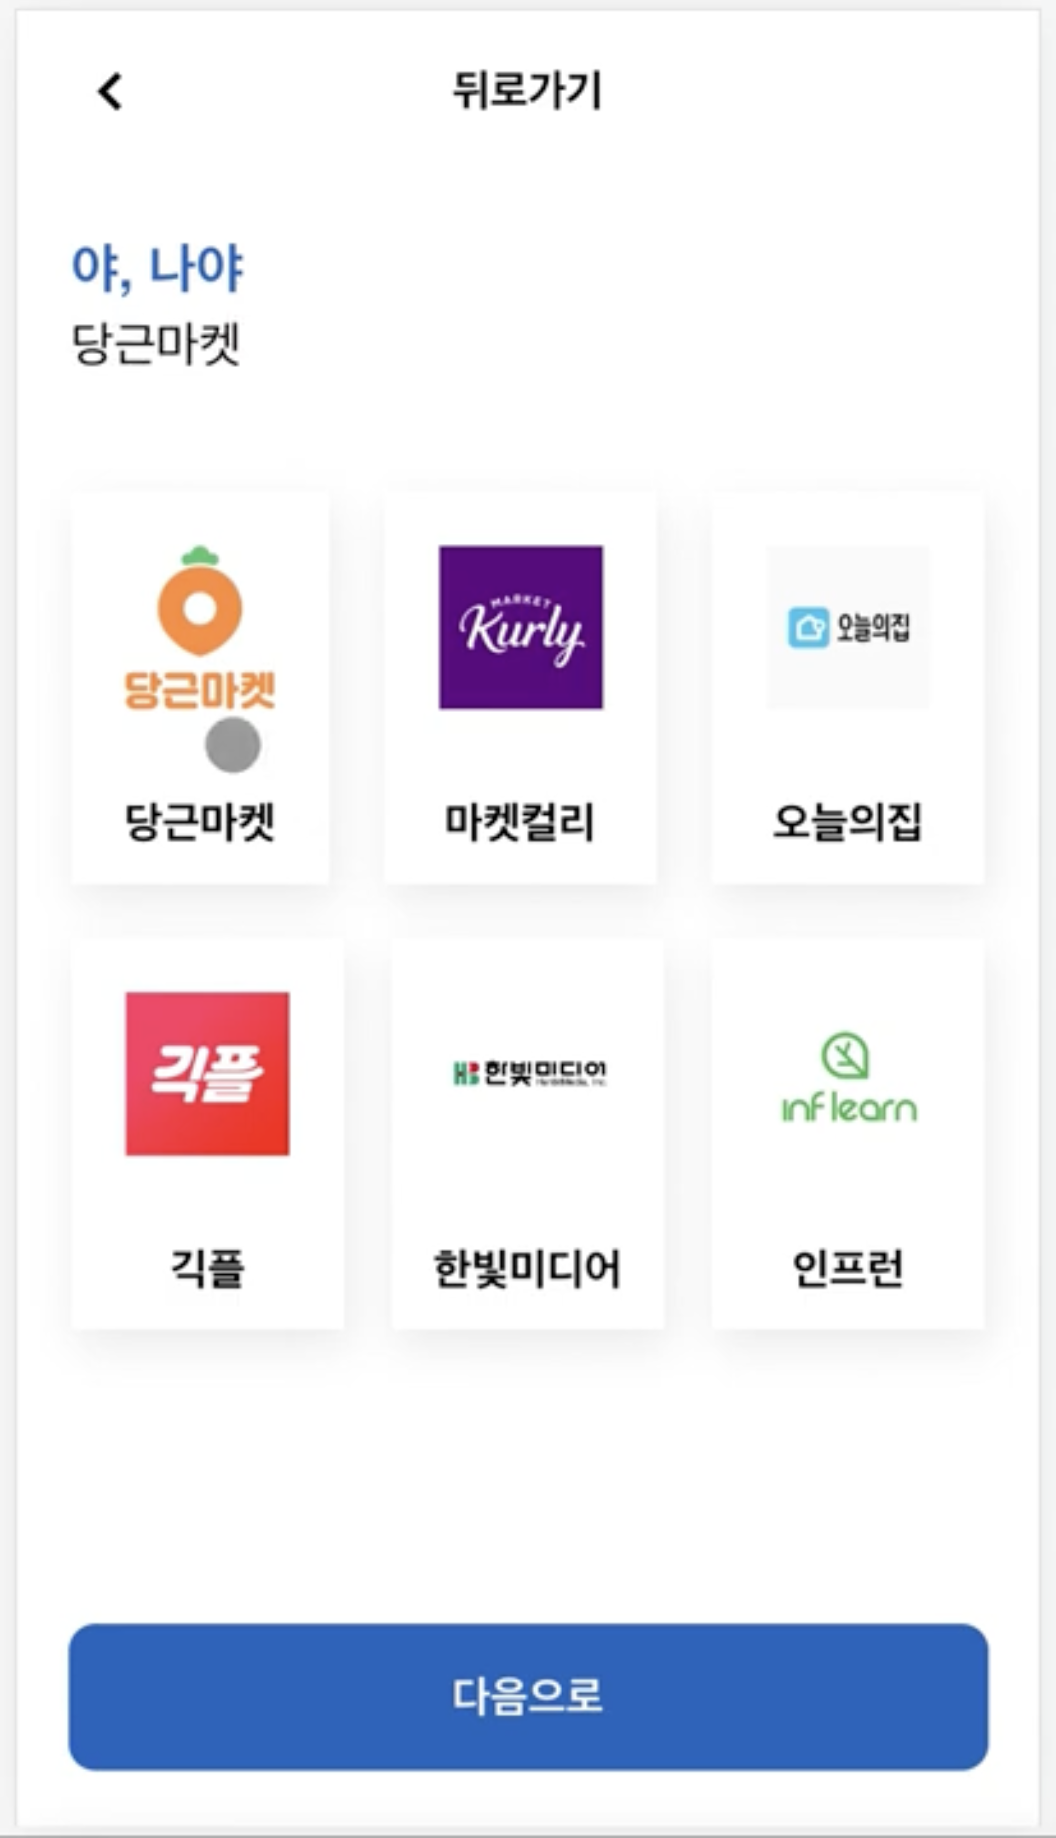 뒤로가기
야, 나야
당근마켓
당근마켓
MARKET
Kurly
오늘의집
당근마켓
마켓컬리
오늘의집
긱플
한빛미디어
inflearn
긱플
한빛미디어
인프런
다음으로